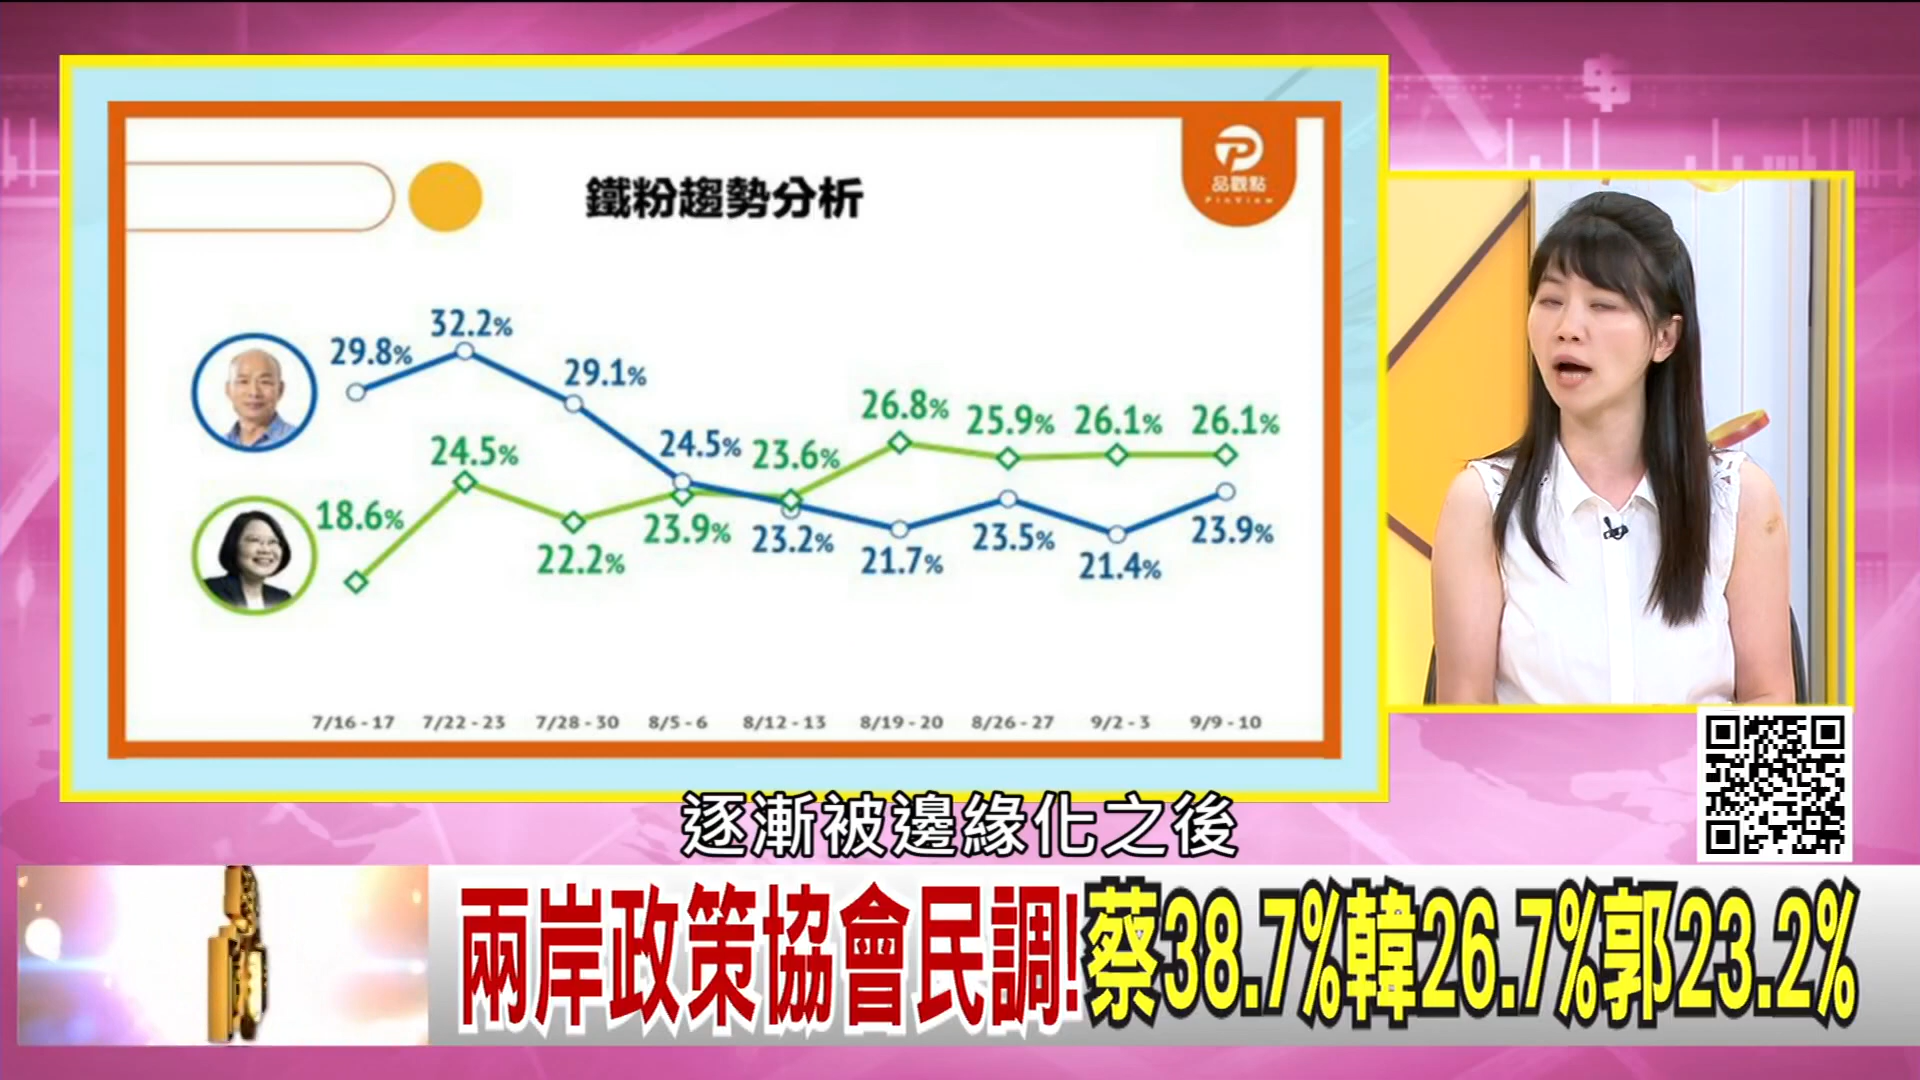 鐵粉趨勢分析
品觀點
PinView
29.8%
32.2%
29.1%
24.5%
23.6%
26.8%
25.9%
26.1%
26.1%
18.6%
24.5%
22.2%
23.9%
23.2%
21.7%
23.5%
21.4%
23.9%
7/16 - 17
7/22 - 23
7/28 - 30
8/5 - 6
8/12 - 13
8/19 - 20
8/26 - 27
9/2 - 3
9/9 - 10
逐漸被邊緣化之後
兩岸政策協會民調!蔡38.7%韓26.7%郭23.2%